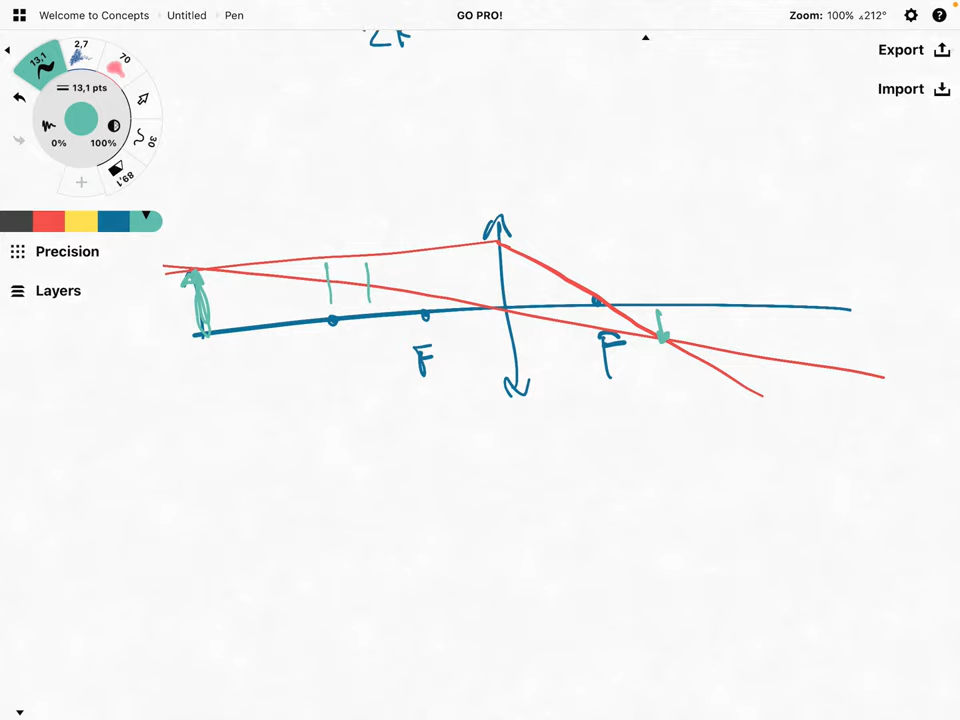 Welcome to Concepts › Untitled › Pen
GO PRO!
Zoom: 100% ⊿212°
Export
Import
2F
13,1
2,7
70
13,1 pts
0%
100%
30
89,1
Precision
Layers
F
F